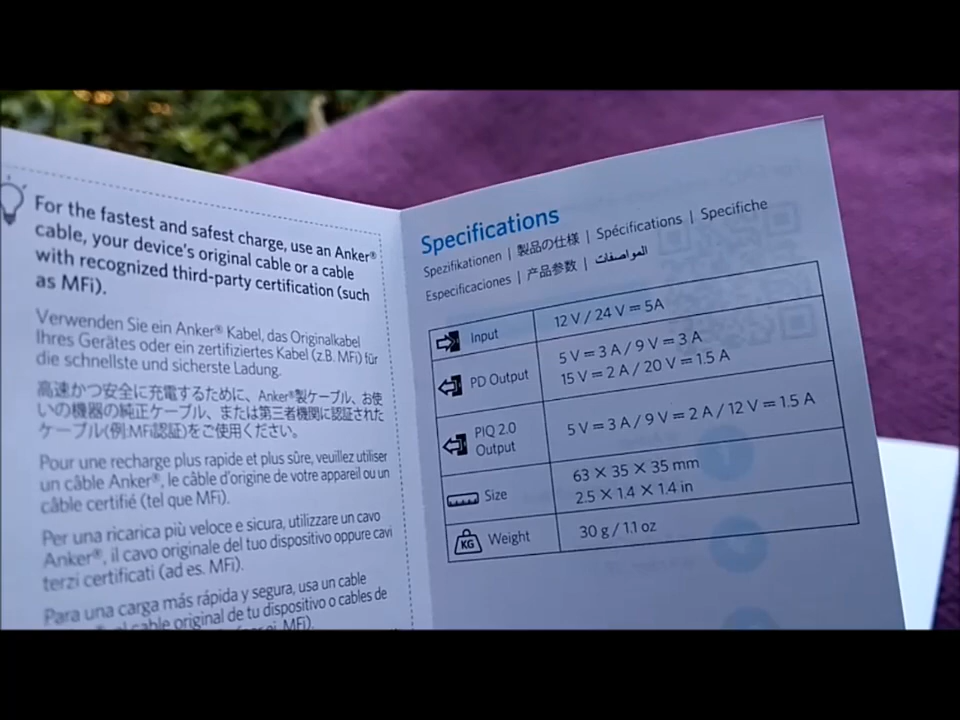 For the fastest and safest charge, use an Anker®
cable, your device's original cable or a cable
with recognized third-party certification (such
as MFi).
Verwenden Sie ein Anker® Kabel, das Originalkabel
Ihres Gerätes oder ein zertifiziertes Kabel (z.B. MFi) für
die schnellste und sicherste Ladung.
高速かつ安全に充電するために、Anker®製ケーブル、お使
いの機器の純正ケーブル、または第三者機関に認証された
ケーブル(例:MFi認証)をご使用ください。
Pour une recharge plus rapide et plus sûre, veuillez utiliser
un câble Anker®, le câble d'origine de votre appareil ou un
câble certifié (tel que MFi).
Per una ricarica più veloce e sicura, utilizzare un cavo
Anker®, il cavo originale del tuo dispositivo oppure cavi
terzi certificati (ad es. MFi).
Para una carga más rápida y segura, usa un cable
el cable original de tu dispositivo o cables de
MFi).
Specifications
Spezifikationen | 製品の仕様 | Spécifications | Specifiche
Especificaciones | 产品参数 | المواصفات
Input 12 V / 24 V ⎓ 5A
PD Output 5 V ⎓ 3 A / 9 V ⎓ 3 A
15 V ⎓ 2 A / 20 V ⎓ 1.5 A
PIQ 2.0
Output 5 V ⎓ 3 A / 9 V ⎓ 2 A / 12 V ⎓ 1.5 A
Size 63 × 35 × 35 mm
2.5 × 1.4 × 1.4 in
KG Weight 30 g / 1.1 oz